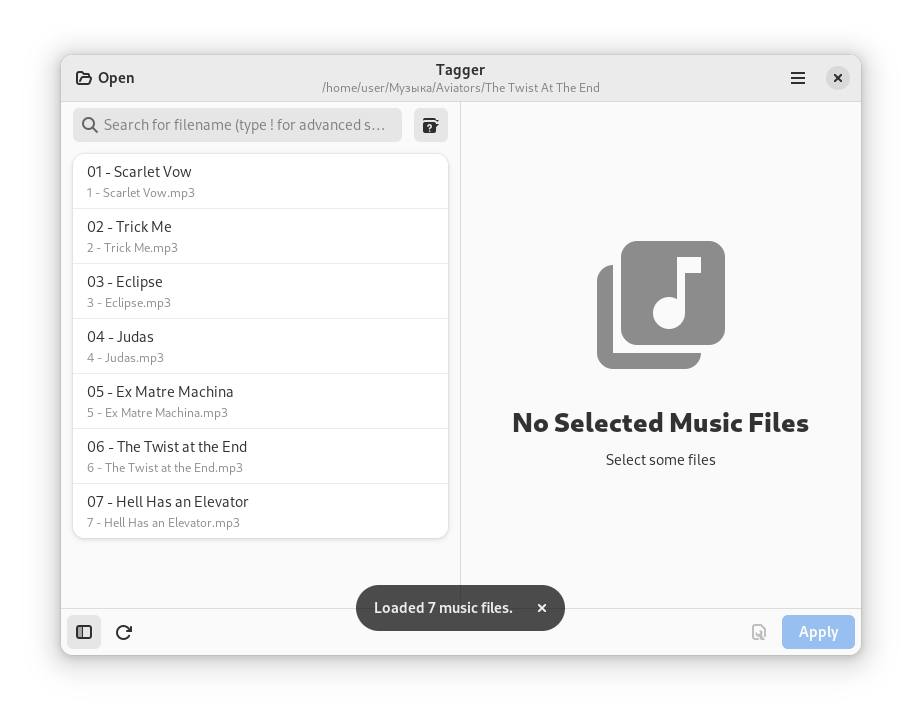 Open
Tagger
/home/user/Музыка/Aviators/The Twist At The End
Search for filename (type ! for advanced s…
01 - Scarlet Vow
1 - Scarlet Vow.mp3
02 - Trick Me
2 - Trick Me.mp3
03 - Eclipse
3 - Eclipse.mp3
04 - Judas
4 - Judas.mp3
05 - Ex Matre Machina
5 - Ex Matre Machina.mp3
06 - The Twist at the End
6 - The Twist at the End.mp3
07 - Hell Has an Elevator
7 - Hell Has an Elevator.mp3
No Selected Music Files
Select some files
Loaded 7 music files.
Apply